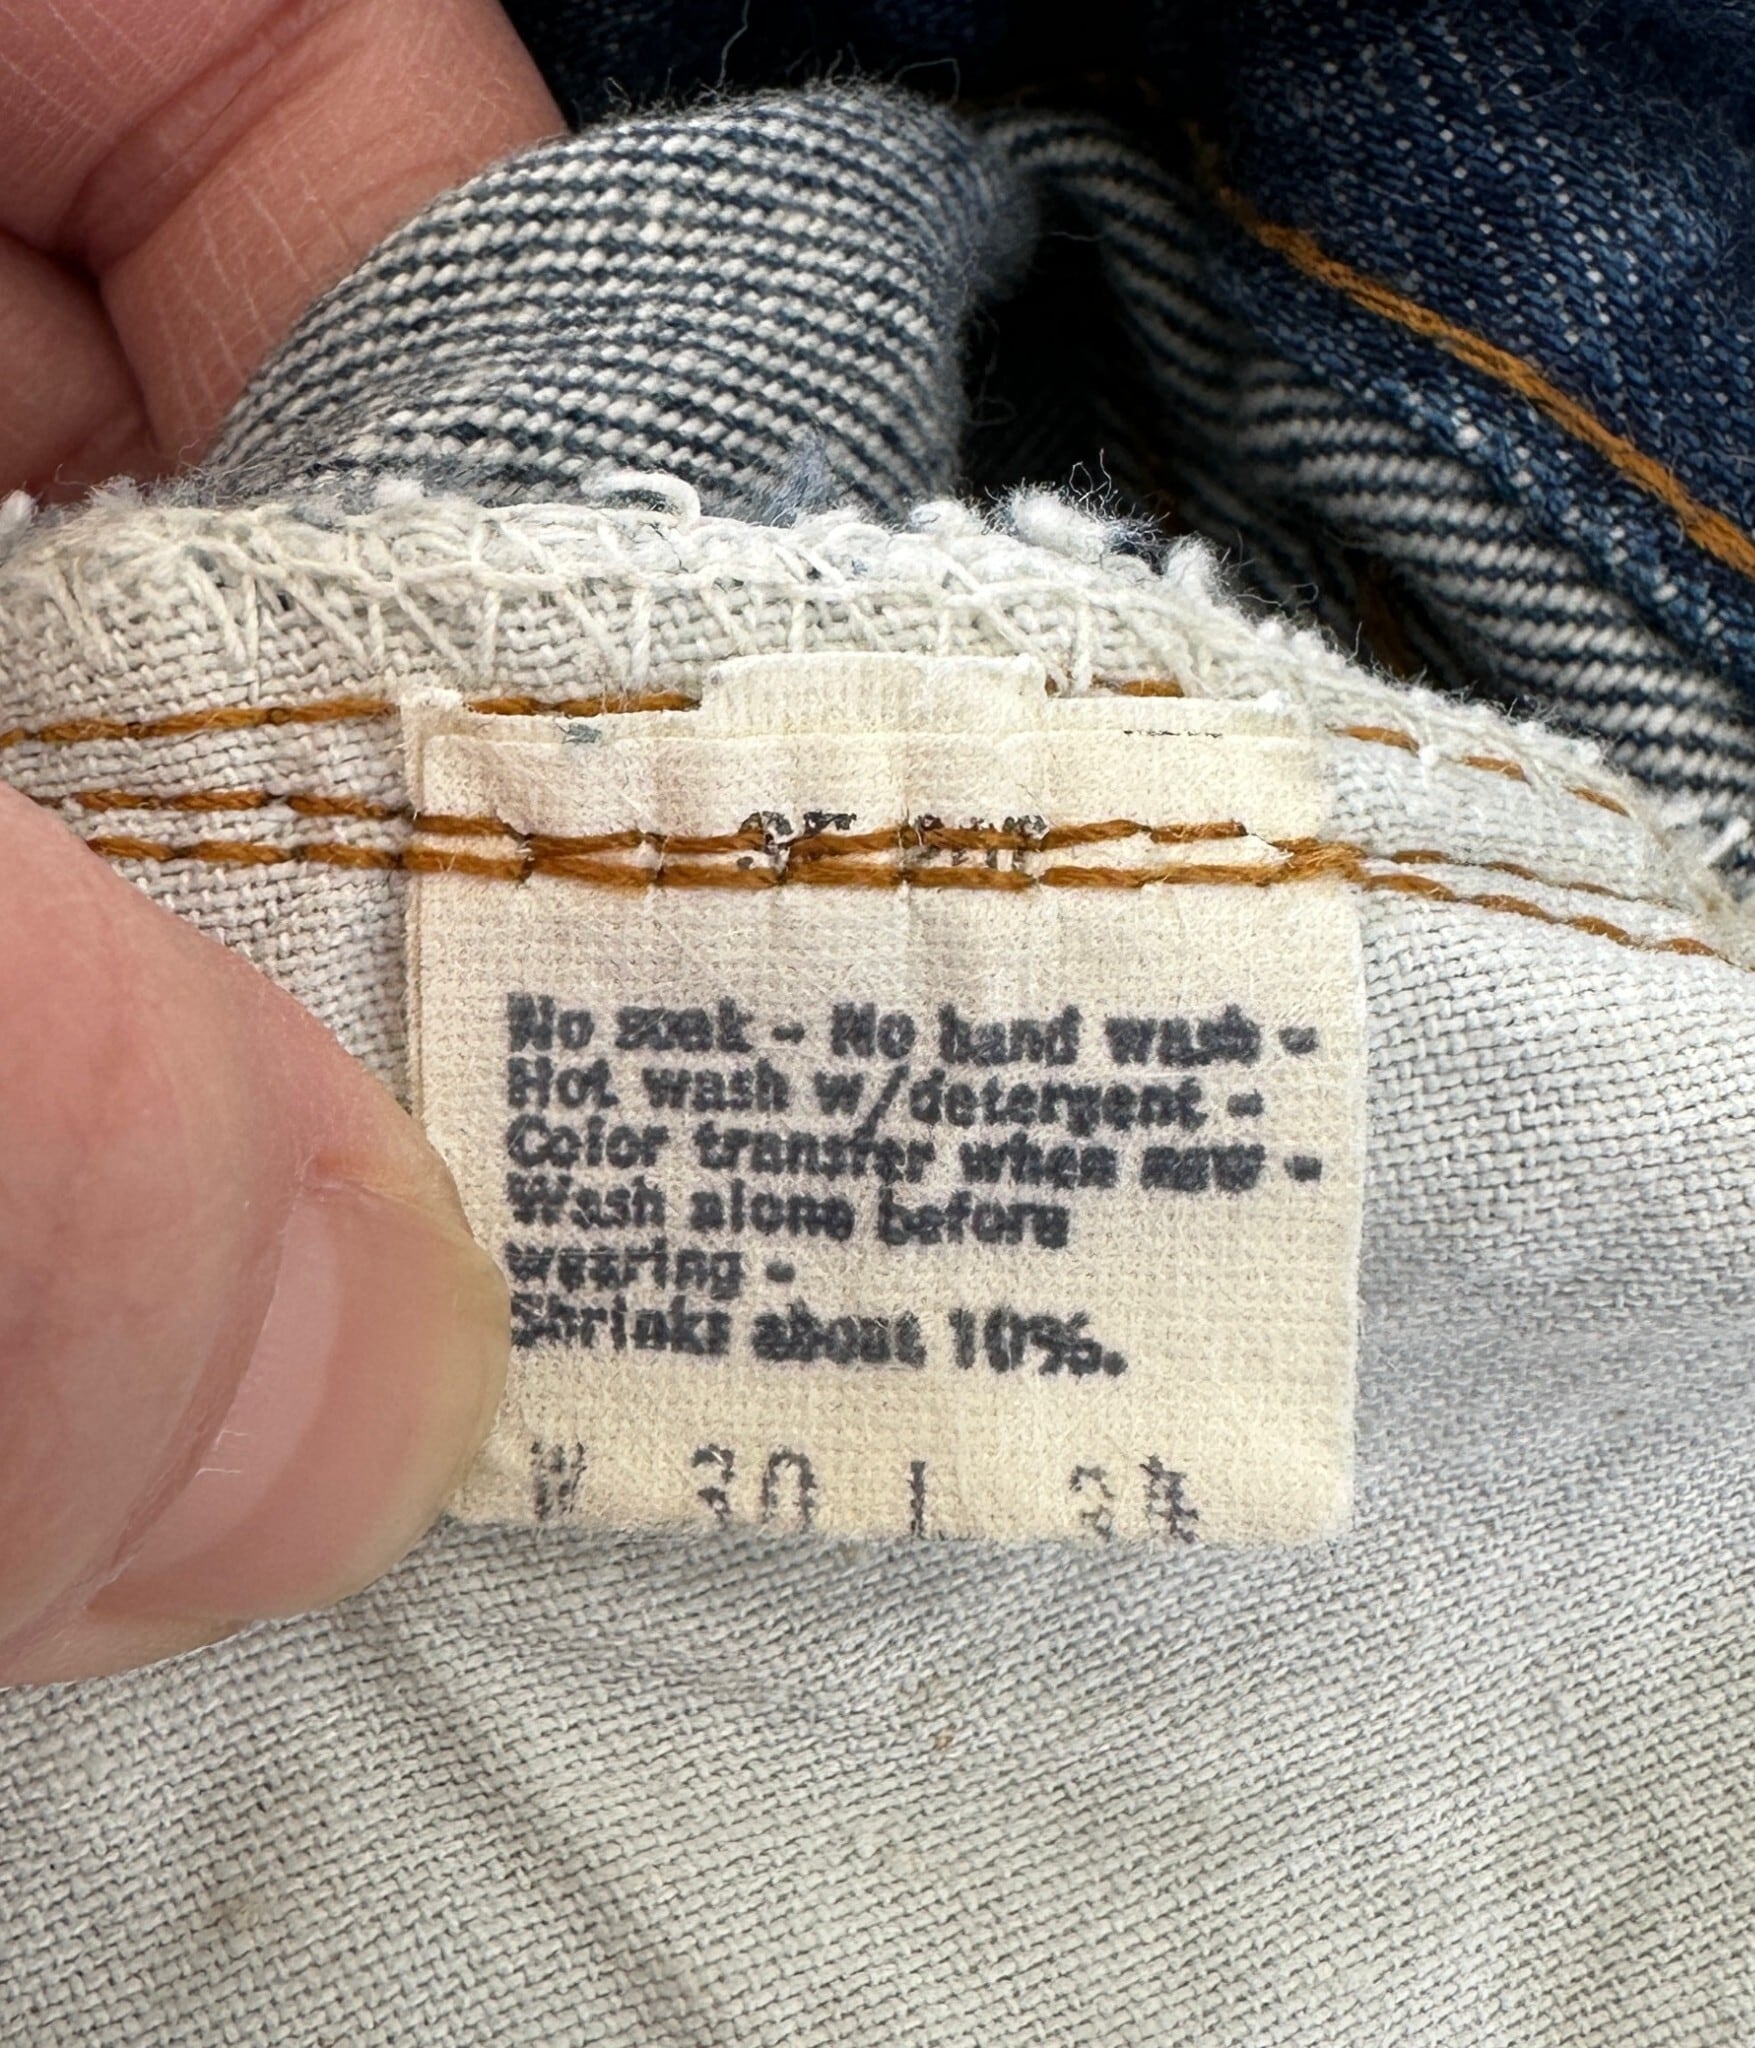 No soak - No hand wash -
Hot wash w/detergent -
Color transfer when new -
Wash alone before
wearing -
Shrinks about 10%.
W 30 L